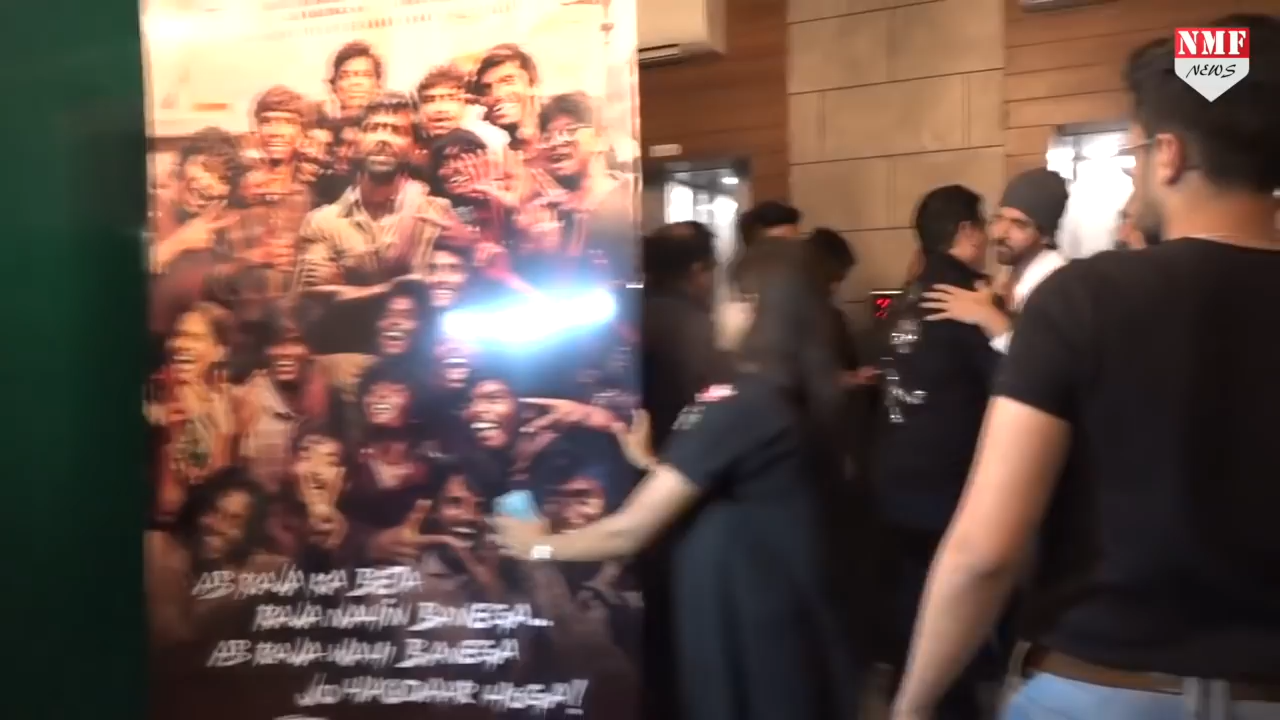 NMF
NEWS
AB RAJA KA BETA
RAJA NAHIN BANEGA...
AB RAJA WAHI BANEGA
JO HAQDAAR HOGA!!